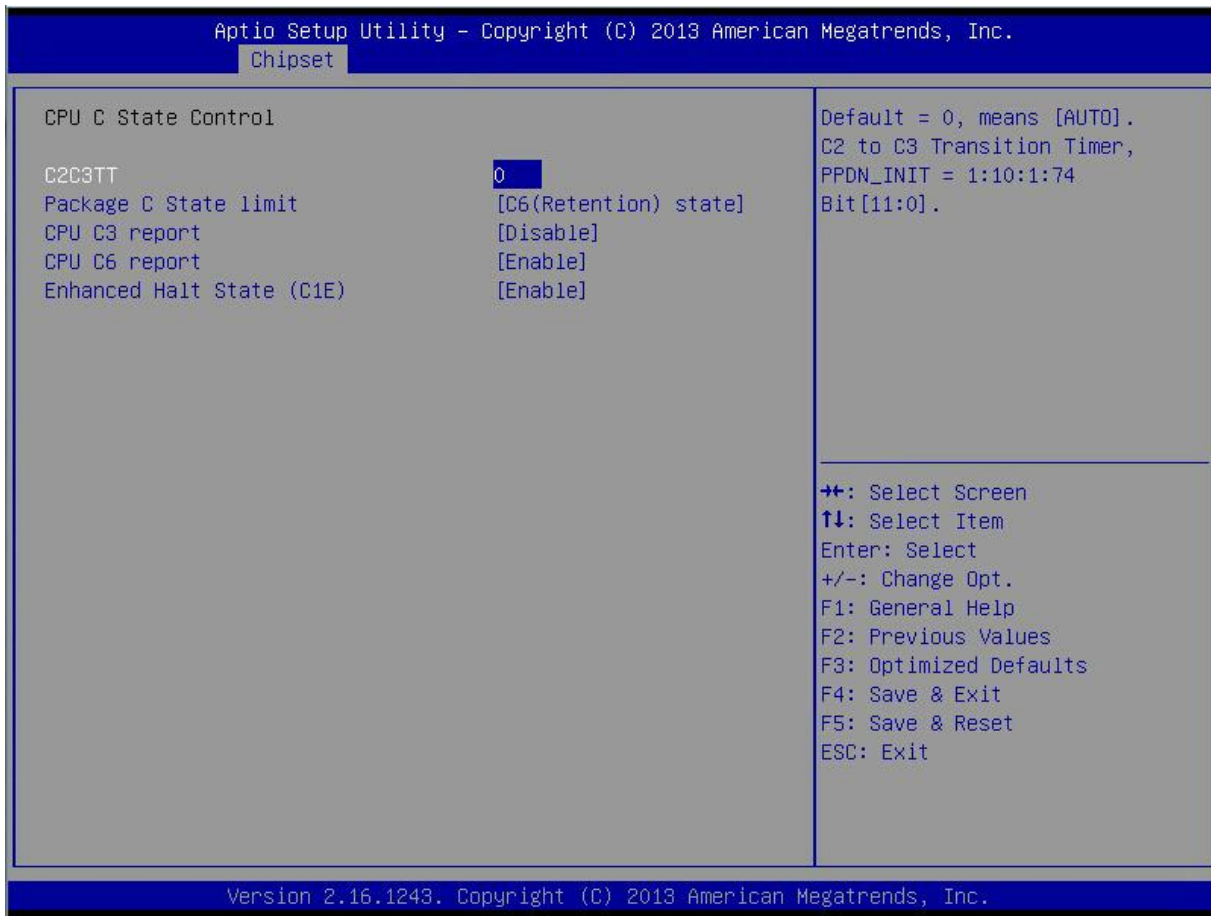 Aptio Setup Utility – Copyright (C) 2013 American Megatrends, Inc.
Chipset
CPU C State Control
C2C3TT 0
Package C State limit [C6(Retention) state]
CPU C3 report [Disable]
CPU C6 report [Enable]
Enhanced Halt State (C1E) [Enable]
Default = 0, means [AUTO].
C2 to C3 Transition Timer,
PPDN_INIT = 1:10:1:74
Bit[11:0].
→←: Select Screen
↑↓: Select Item
Enter: Select
+/-: Change Opt.
F1: General Help
F2: Previous Values
F3: Optimized Defaults
F4: Save & Exit
F5: Save & Reset
ESC: Exit
Version 2.16.1243. Copyright (C) 2013 American Megatrends, Inc.